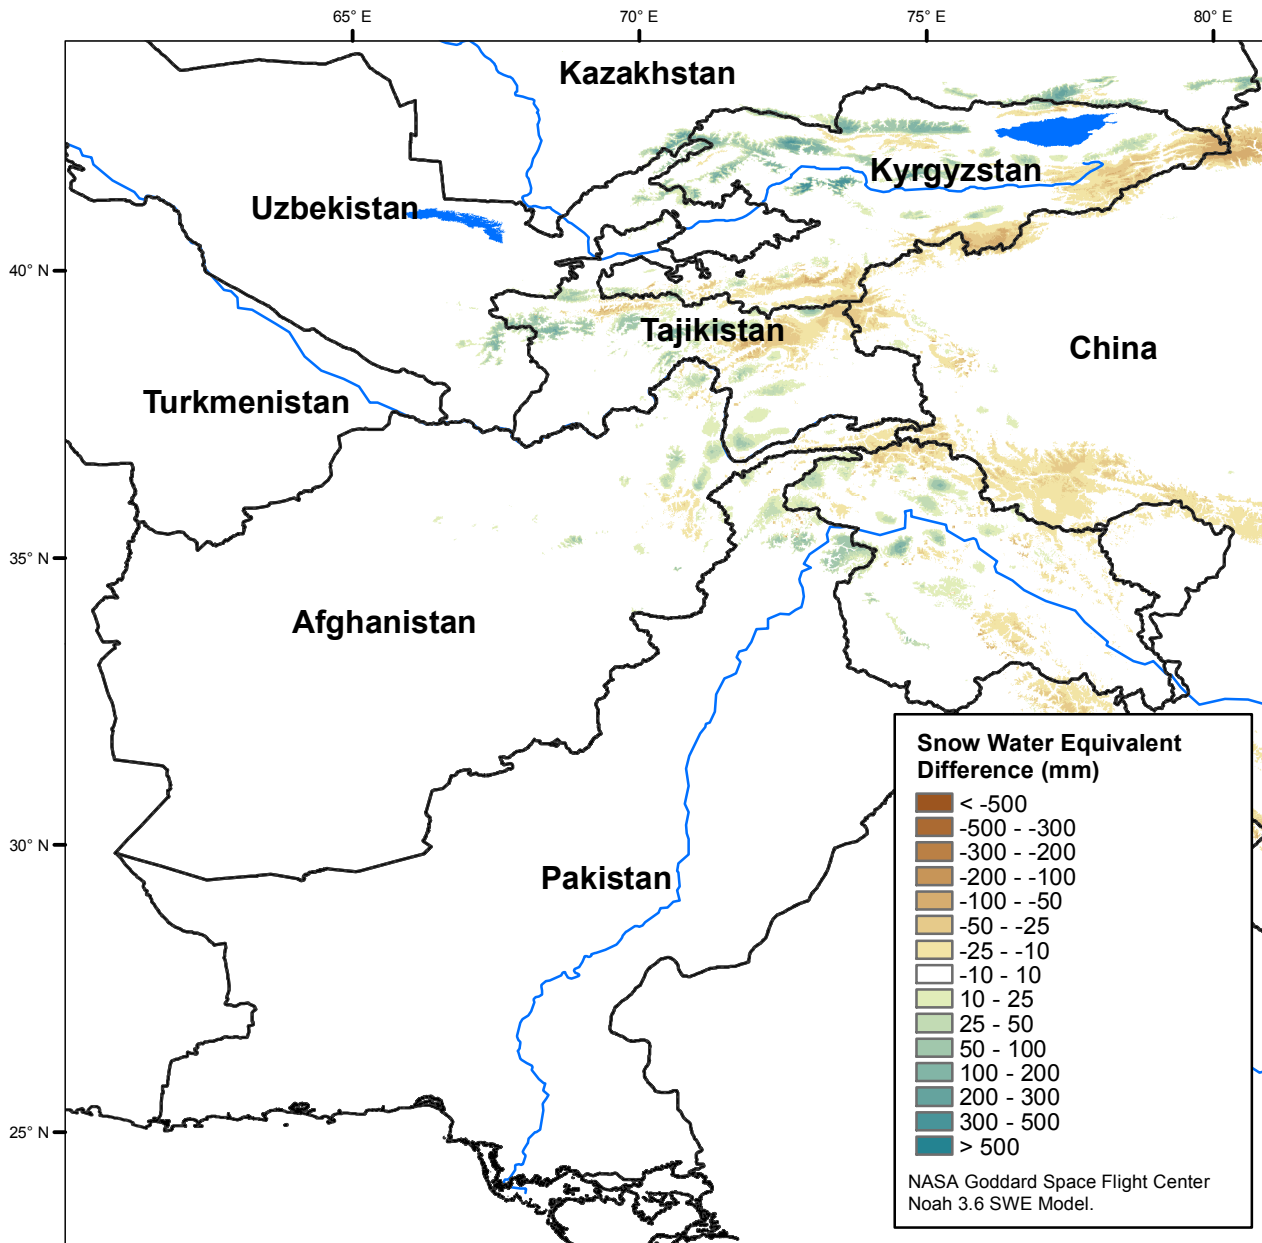 65° E
70° E
75° E
80° E
Kazakhstan
Kyrgyzstan
Uzbekistan
40° N
Tajikistan
China
Turkmenistan
35° N
Afghanistan
30° N
Pakistan
25° N
Snow Water Equivalent
Difference (mm)
< -500
-500 - -300
-300 - -200
-200 - -100
-100 - -50
-50 - -25
-25 - -10
-10 - 10
10 - 25
25 - 50
50 - 100
100 - 200
200 - 300
300 - 500
> 500
NASA Goddard Space Flight Center
Noah 3.6 SWE Model.